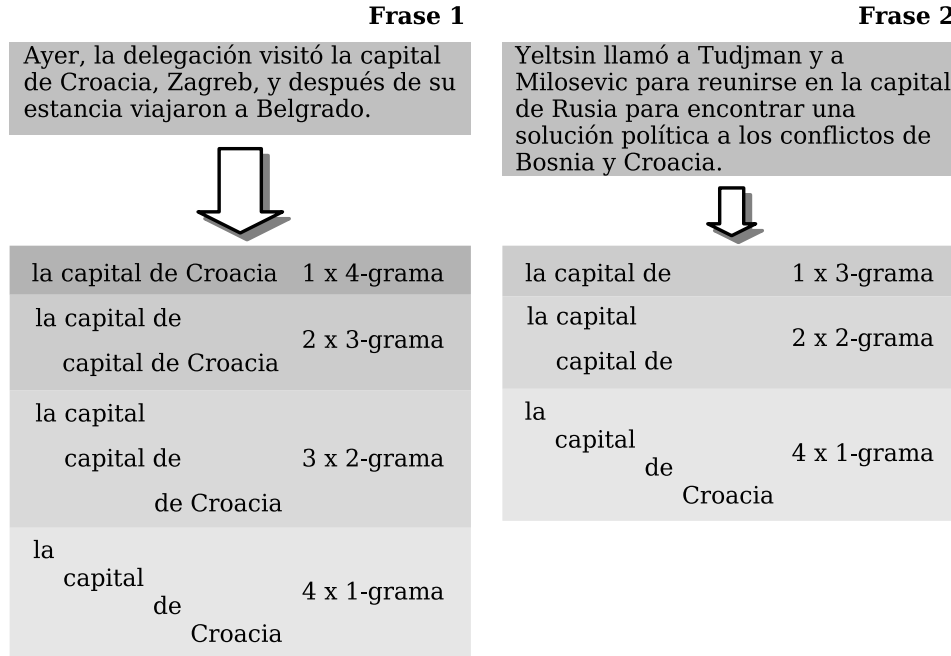 Frase 1
Ayer, la delegación visitó la capital
de Croacia, Zagreb, y después de su
estancia viajaron a Belgrado.
la capital de Croacia 1 x 4-grama
la capital de
2 x 3-grama
capital de Croacia
la capital
capital de 3 x 2-grama
de Croacia
la
capital
4 x 1-grama
de
Croacia
Frase 2
Yeltsin llamó a Tudjman y a
Milosevic para reunirse en la capital
de Rusia para encontrar una
solución política a los conflictos de
Bosnia y Croacia.
la capital de 1 x 3-grama
la capital
2 x 2-grama
capital de
la
capital
4 x 1-grama
de
Croacia